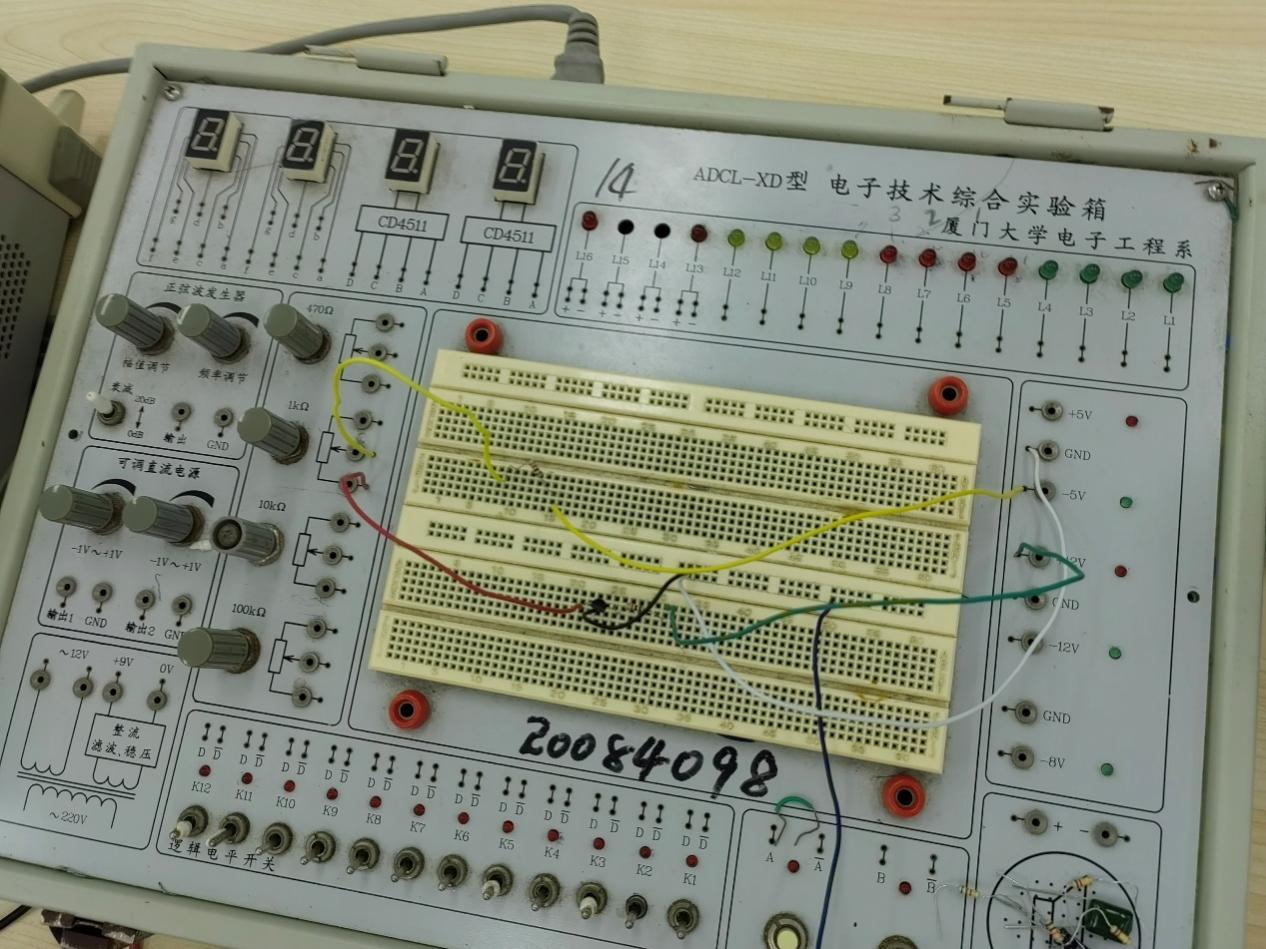 14
ADCL-XD型 电子技术综合实验箱
厦门大学电子工程系
CD4511
CD4511
D C B A D C B A
L16 L15 L14 L13 L12 L11 L10 L9 L8 L7 L6 L5 L4 L3 L2 L1
+ - + - + - + -
正弦波发生器
幅值调节 频率调节
衰减
20dB
0dB
输出 GND
470Ω
1kΩ
10kΩ
100kΩ
可调直流电源
-1V~+1V -1V~+1V
输出1 GND 输出2
~12V +9V 0V
整流
滤波、稳压
~220V
+5V
GND
-5V
GND
-12V
GND
-8V
20084098
D D̅ D D̅ D D̅ D D̅ D D̅ D D̅ D D̅ D D̅ D D̅ D D̅ D D̅ D D̅
K12 K11 K10 K9 K8 K7 K6 K5 K4 K3 K2 K1
逻辑电平开关
A A̅
B B̅
+ -